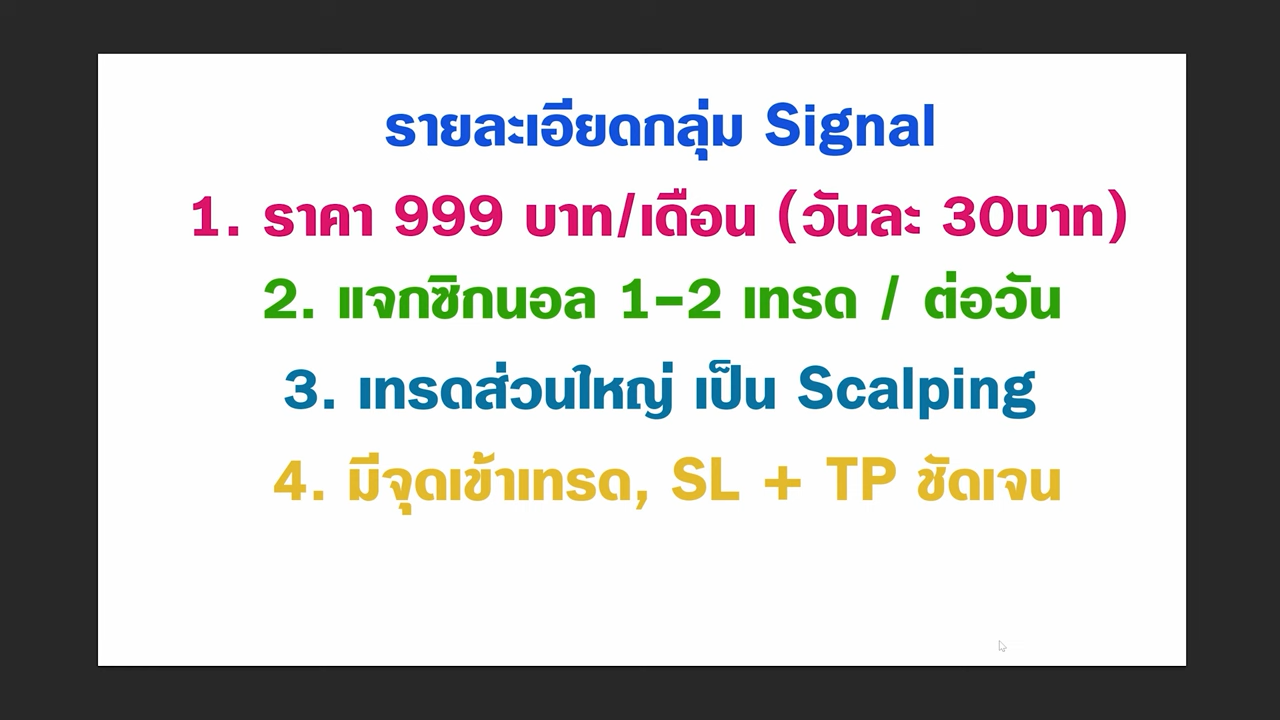 รายละเอียดกลุ่ม Signal
1. ราคา 999 บาท/เดือน (วันละ 30บาท)
2. แจกซิกนอล 1-2 เทรด / ต่อวัน
3. เทรดส่วนใหญ่ เป็น Scalping
4. มีจุดเข้าเทรด, SL + TP ชัดเจน